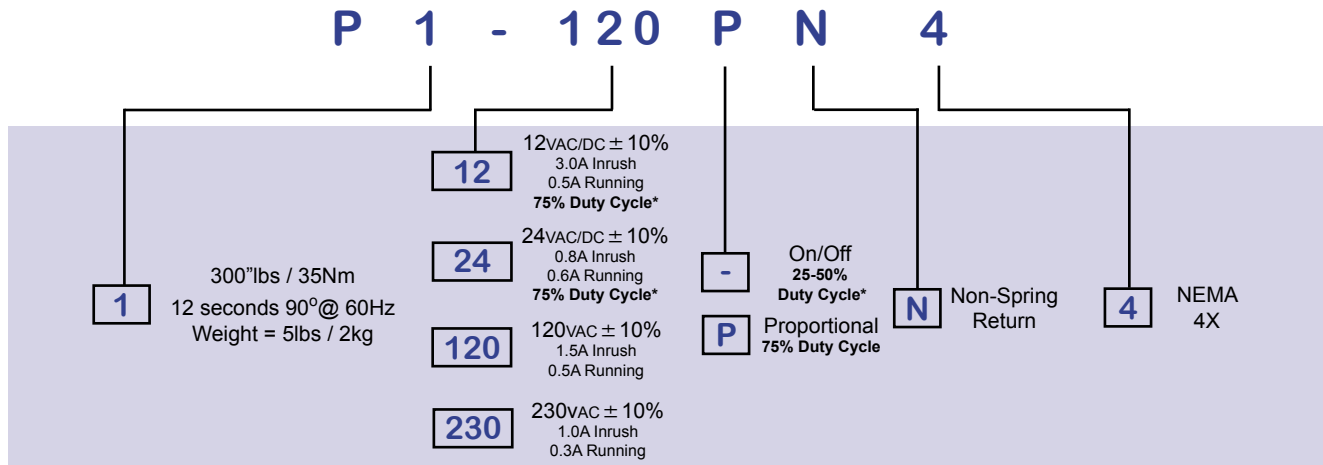 P 1 - 120 P N 4
1
300"lbs / 35Nm
12 seconds 90°@ 60Hz
Weight = 5lbs / 2kg
12
12VAC/DC ± 10%
3.0A Inrush
0.5A Running
75% Duty Cycle*
24
24VAC/DC ± 10%
0.8A Inrush
0.6A Running
75% Duty Cycle*
120
120VAC ± 10%
1.5A Inrush
0.5A Running
230
230VAC ± 10%
1.0A Inrush
0.3A Running
-
On/Off
25-50%
Duty Cycle*
P
Proportional
75% Duty Cycle
N
Non-Spring
Return
4
NEMA
4X